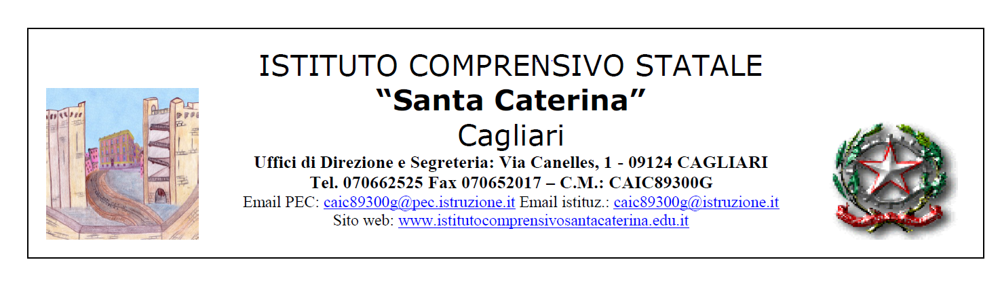 ISTITUTO COMPRENSIVO STATALE
“Santa Caterina”
Cagliari
Uffici di Direzione e Segreteria: Via Canelles, 1 - 09124 CAGLIARI
Tel. 070662525 Fax 070652017 – C.M.: CAIC89300G
Email PEC: caic89300g@pec.istruzione.it Email istituz.: caic89300g@istruzione.it
Sito web: www.istitutocomprensivosantacaterina.edu.it